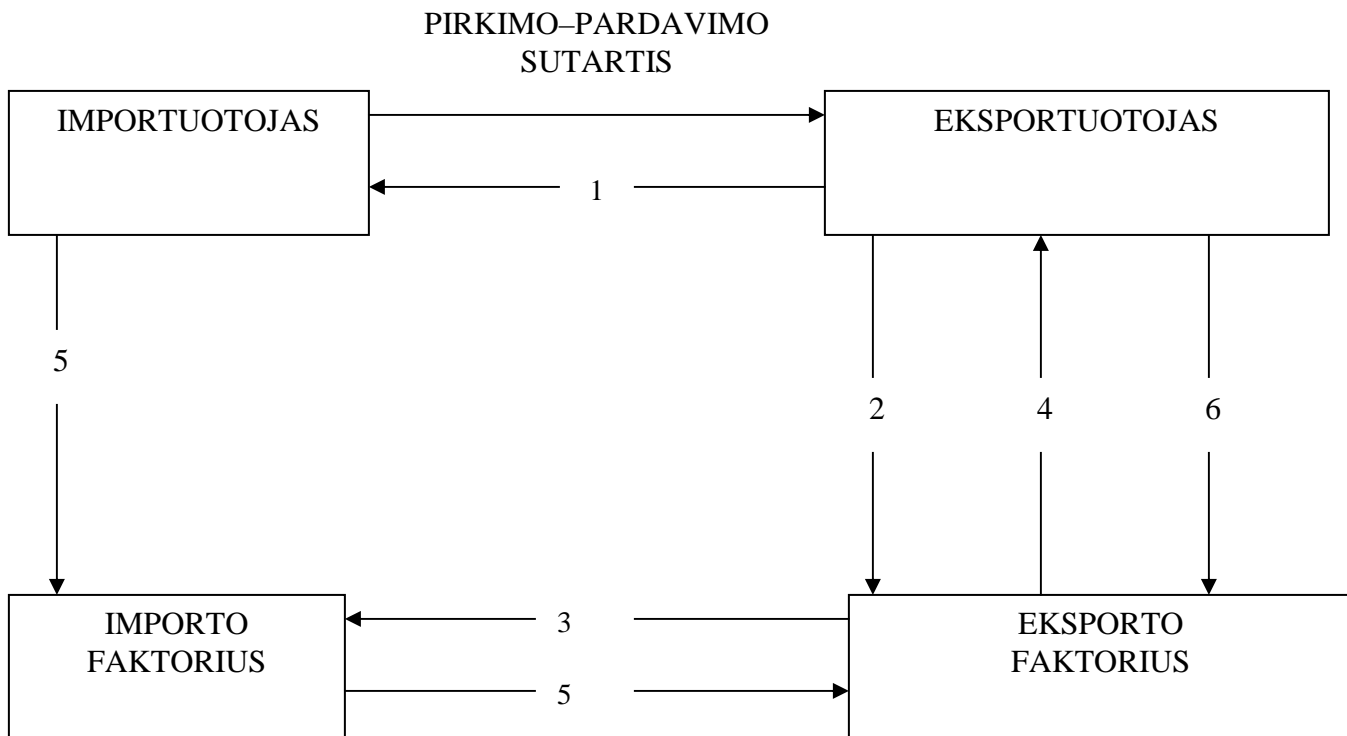 PIRKIMO–PARDAVIMO
SUTARTIS
IMPORTUOTOJAS
EKSPORTUOTOJAS
1
5
2
4
6
IMPORTO
FAKTORIUS
3
5
EKSPORTO
FAKTORIUS